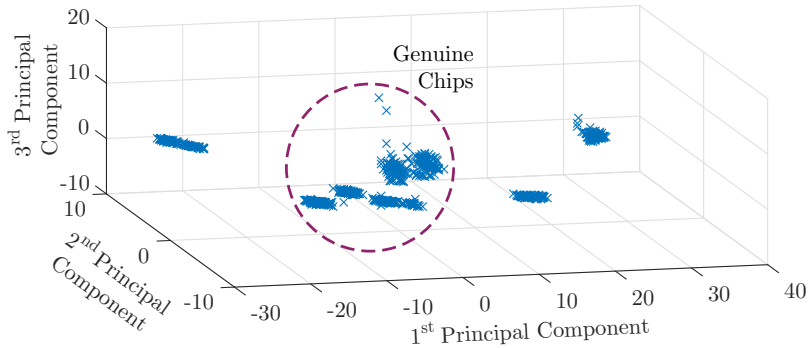 20
10
0
-10
3rd Principal
Component
Genuine
Chips
10
0
-10
2nd Principal
Component
-30
-20
-10
0
10
20
30
40
1st Principal Component